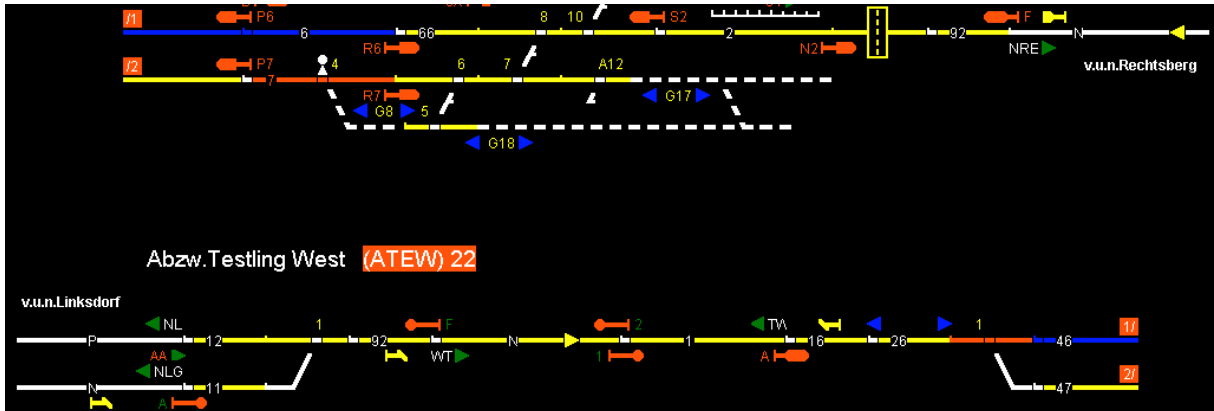 /1 P6 8 10 S2 F
6 66 2 92 N
R6 N2 NRE
v.u.n.Rechtsberg
/2 P7 4 6 7 A12
7
R7 G8 5 G17
G18
Abzw.Testling West (ATEW) 22
v.u.n.Linksdorf
NL 1 F 2 TW 1 1/
P 12 92 N 1 16 26 46
AA WT 1 A
NLG 2/
N 11 47
A